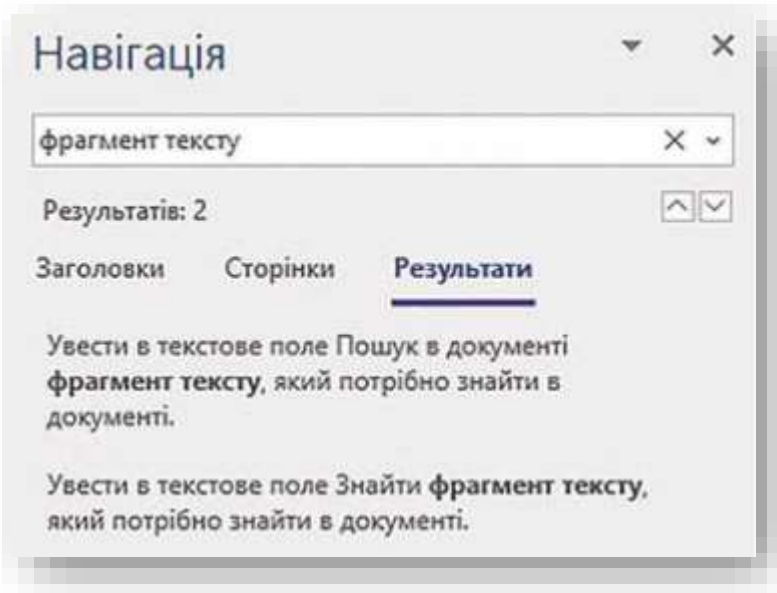 Навігація
фрагмент тексту
Результатів: 2
Заголовки Сторінки Результати
Увести в текстове поле Пошук в документі
фрагмент тексту, який потрібно знайти в
документі.
Увести в текстове поле Знайти фрагмент тексту,
який потрібно знайти в документі.